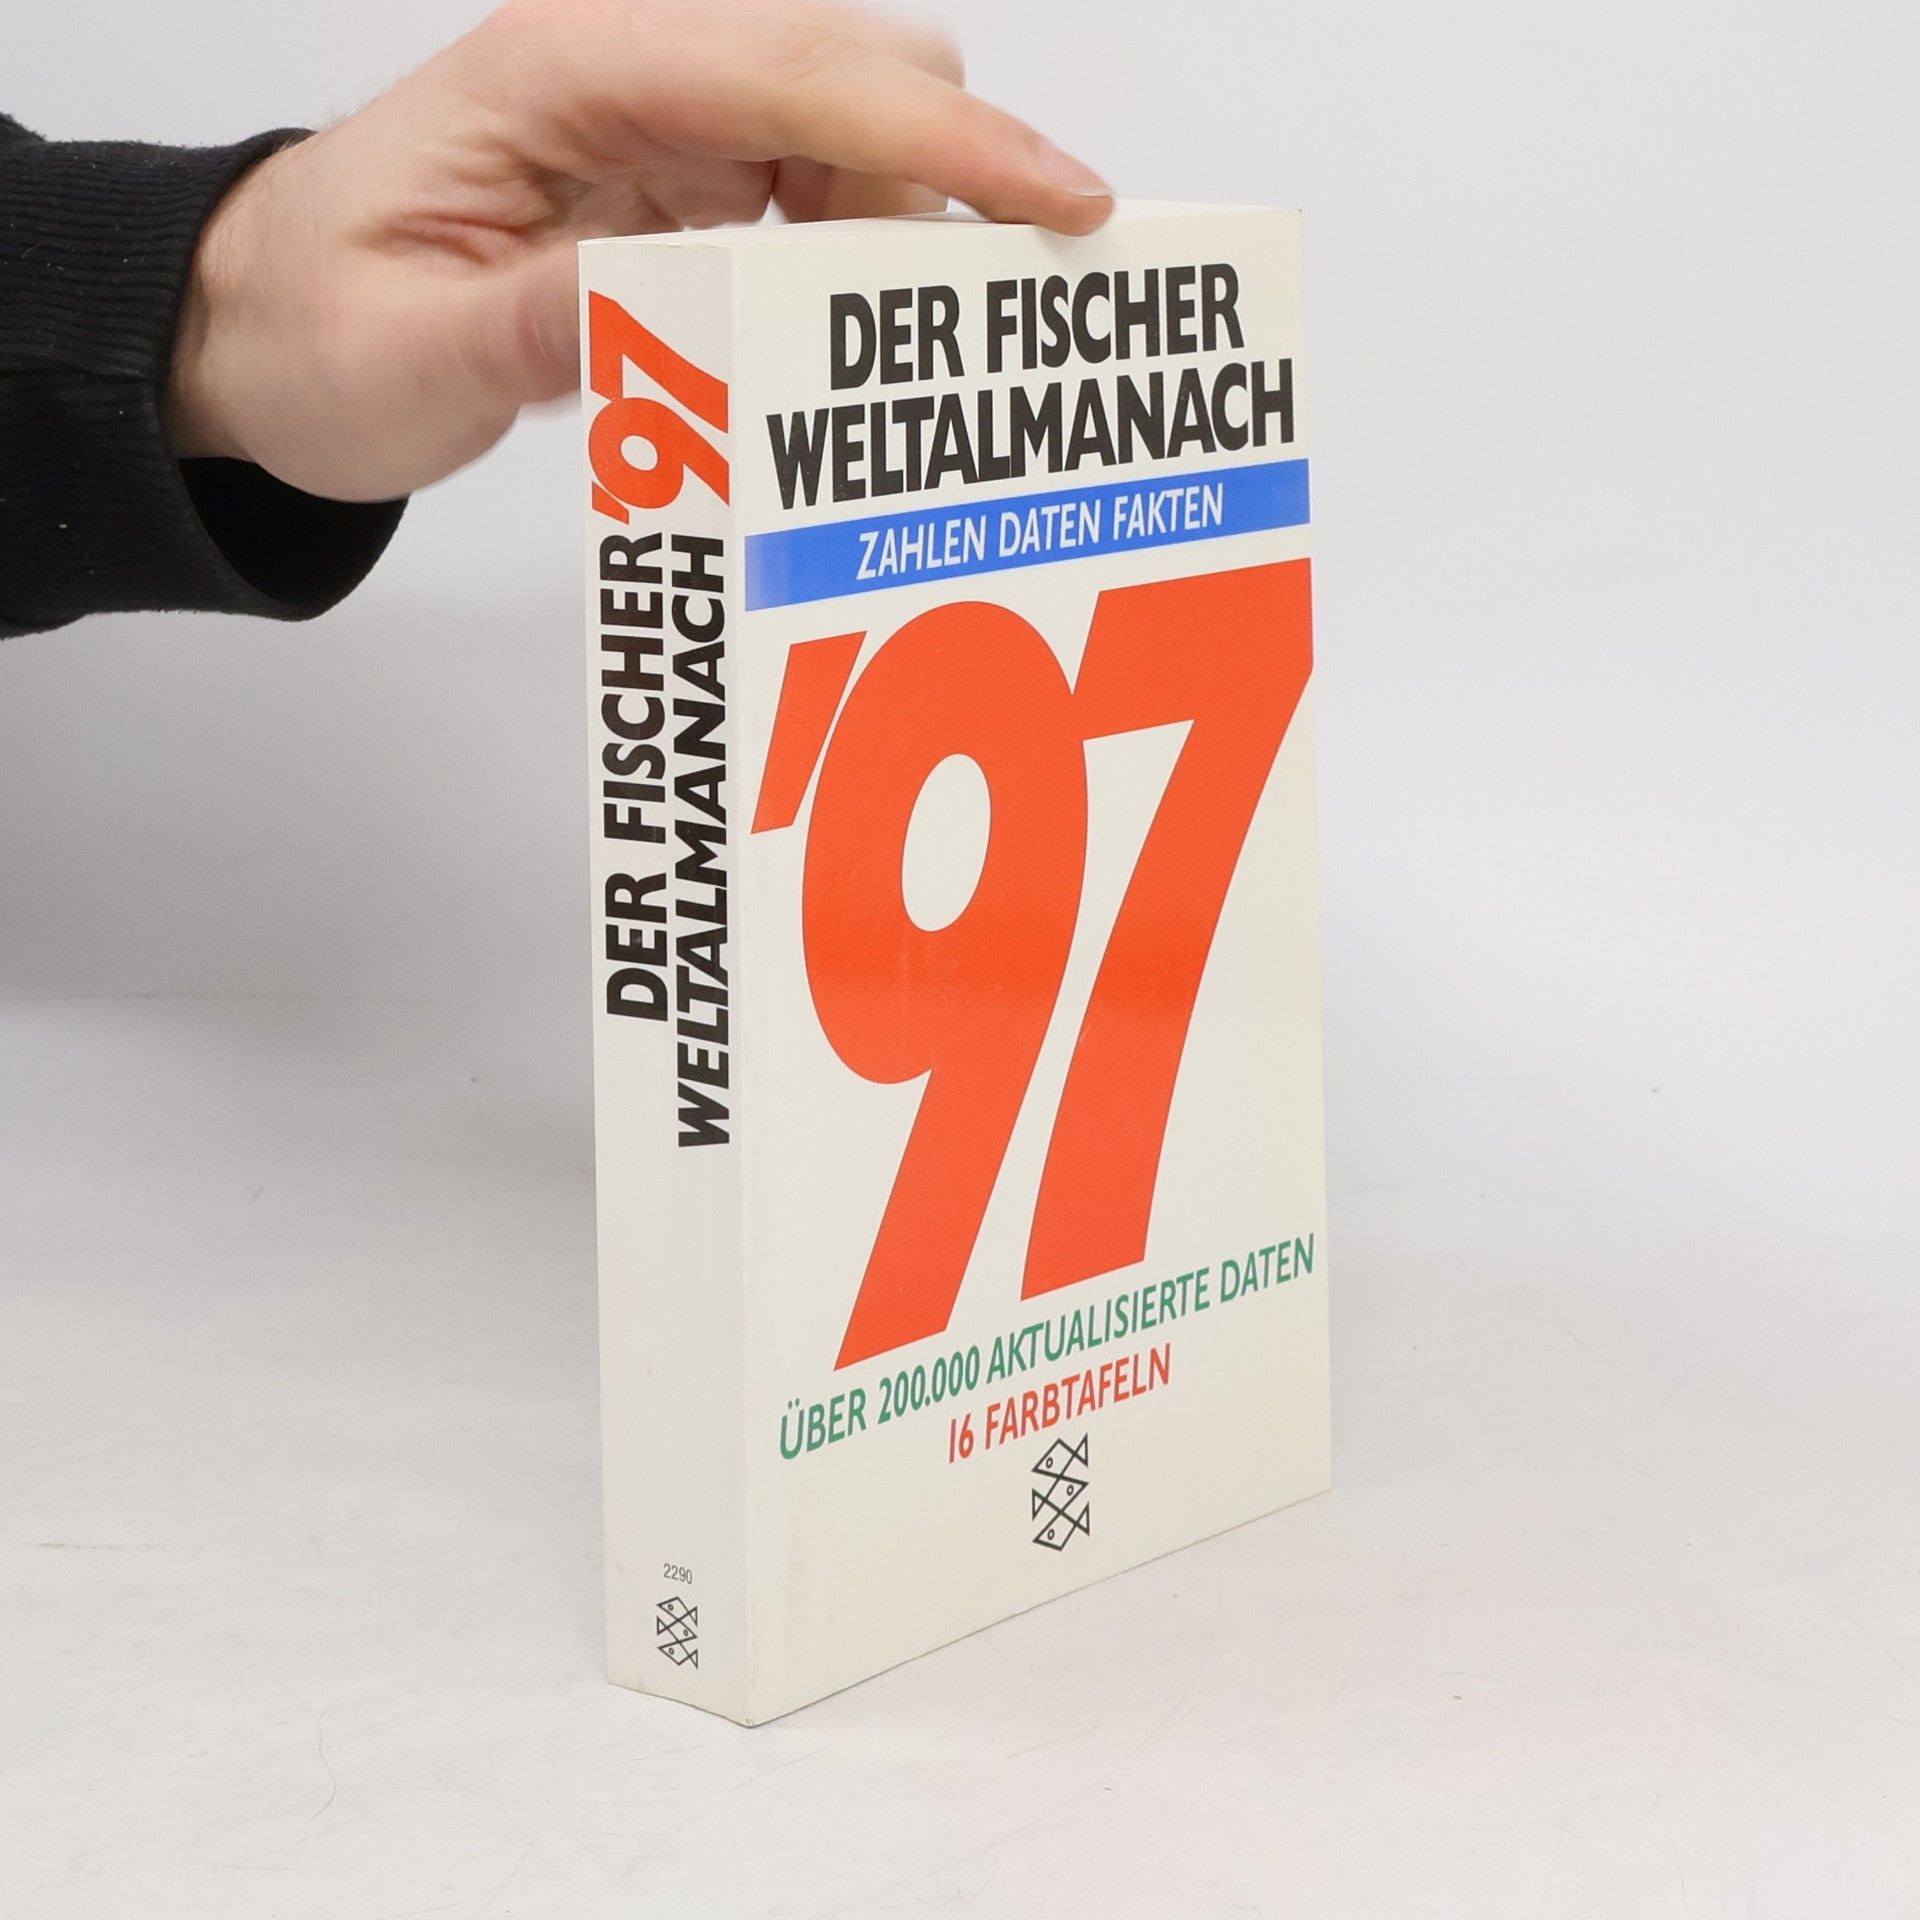 '97
DER FISCHER
WELTALMANACH
2290
DER FISCHER
WELTALMANACH
ZAHLEN DATEN FAKTEN
'97
ÜBER 200.000 AKTUALISIERTE DATEN
16 FARBTAFELN